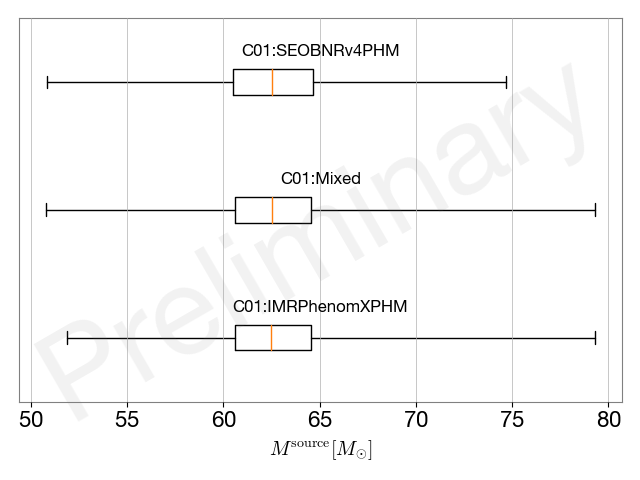 C01:SEOBNRv4PHM
C01:Mixed
C01:IMRPhenomXPHM
Preliminary
50 55 60 65 70 75 80
M^source [M_⊙]